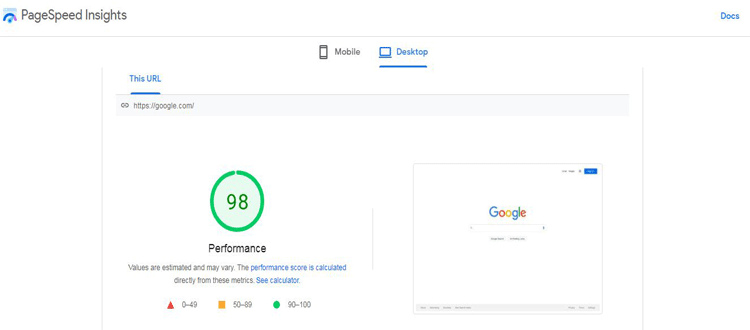 PageSpeed Insights
Docs
Mobile
Desktop
This URL
https://google.com/
98
Performance
Values are estimated and may vary. The performance score is calculated
directly from these metrics. See calculator.
0–49
50–89
90–100
Google